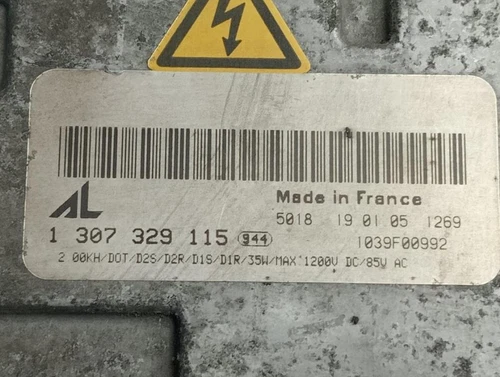 AL
Made in France
5018 19 01 05 1269
1 307 329 115 944
1039F00992
2 00KH/DOT/D2S/D2R/D1S/D1R/35W/MAX 1200V DC/85V AC